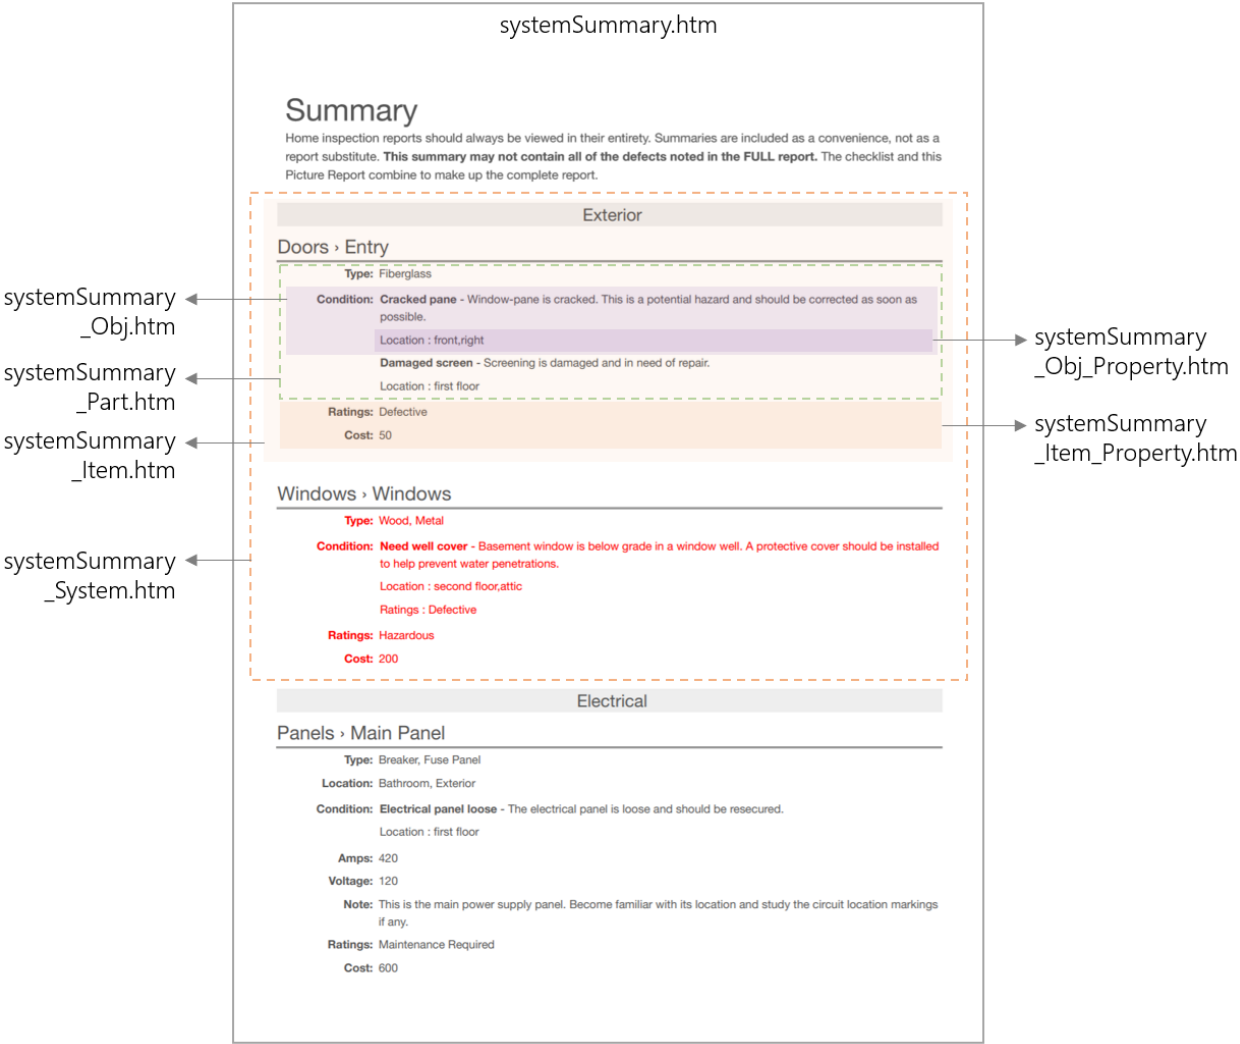 systemSummary.htm
Summary
Home inspection reports should always be viewed in their entirety. Summaries are included as a convenience, not as a
report substitute. This summary may not contain all of the defects noted in the FULL report. The checklist and this
Picture Report combine to make up the complete report.
Exterior
Doors › Entry
Type: Fiberglass
Condition: Cracked pane - Window-pane is cracked. This is a potential hazard and should be corrected as soon as
possible.
Location : front,right
Damaged screen - Screening is damaged and in need of repair.
Location : first floor
Ratings: Defective
Cost: 50
systemSummary
_Obj.htm
systemSummary
_Part.htm
systemSummary
_Item.htm
systemSummary
_System.htm
systemSummary
_Obj_Property.htm
systemSummary
_Item_Property.htm
Windows › Windows
Type: Wood, Metal
Condition: Need well cover - Basement window is below grade in a window well. A protective cover should be installed
to help prevent water penetrations.
Location : second floor,attic
Ratings : Defective
Ratings: Hazardous
Cost: 200
Electrical
Panels › Main Panel
Type: Breaker, Fuse Panel
Location: Bathroom, Exterior
Condition: Electrical panel loose - The electrical panel is loose and should be resecured.
Location : first floor
Amps: 420
Voltage: 120
Note: This is the main power supply panel. Become familiar with its location and study the circuit location markings
if any.
Ratings: Maintenance Required
Cost: 600